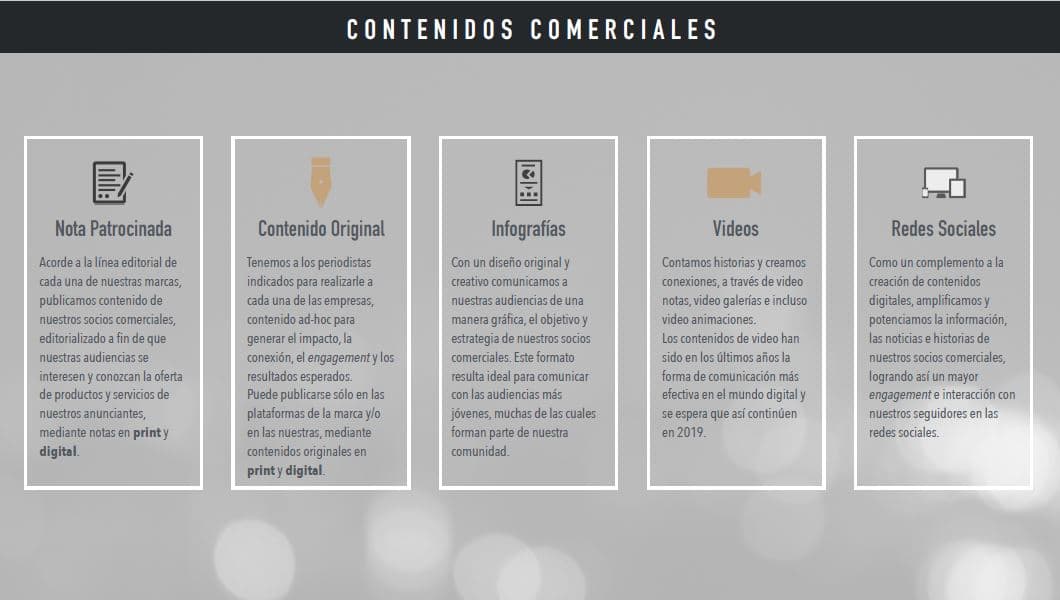 CONTENIDOS COMERCIALES
Nota Patrocinada
Acorde a la línea editorial de
cada una de nuestras marcas,
publicamos contenido de
nuestros socios comerciales,
editorializado a fin de que
nuestras audiencias se
interesen y conozcan la oferta
de productos y servicios de
nuestros anunciantes,
mediante notas en print y
digital.
Contenido Original
Tenemos a los periodistas
indicados para realizarle a
cada una de las empresas,
contenido ad-hoc para
generar el impacto, la
conexión, el engagement y los
resultados esperados.
Puede publicarse sólo en las
plataformas de la marca y/o
en las nuestras, mediante
contenidos originales en
print y digital.
Infografías
Con un diseño original y
creativo comunicamos a
nuestras audiencias de una
manera gráfica, el objetivo y
estrategia de nuestros socios
comerciales. Este formato
resulta ideal para comunicar
con las audiencias más
jóvenes, muchas de las cuales
forman parte de nuestra
comunidad.
Videos
Contamos historias y creamos
conexiones, a través de video
notas, video galerías e incluso
video animaciones.
Los contenidos de video han
sido en los últimos años la
forma de comunicación más
efectiva en el mundo digital y
se espera que así continúen
en 2019.
Redes Sociales
Como un complemento a la
creación de contenidos
digitales, amplificamos y
potenciamos la información,
las noticias e historias de
nuestros socios comerciales,
logrando así un mayor
engagement e interacción con
nuestros seguidores en las
redes sociales.